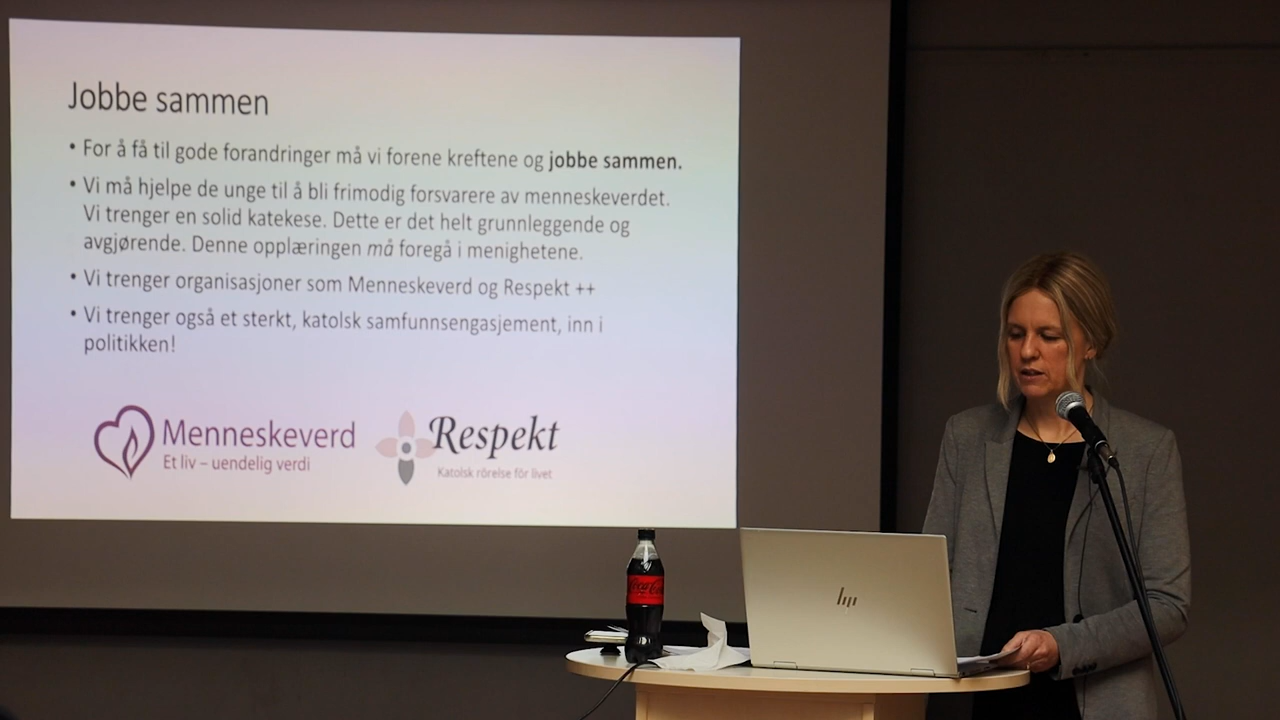 Jobbe sammen
• For å få til gode forandringer må vi forene kreftene og jobbe sammen.
• Vi må hjelpe de unge til å bli frimodig forsvarere av menneskeverdet.
Vi trenger en solid katekese. Dette er det helt grunnleggende og
avgjørende. Denne opplæringen må foregå i menighetene.
• Vi trenger organisasjoner som Menneskeverd og Respekt ++
• Vi trenger også et sterkt, katolsk samfunnsengasjement, inn i
politikken!
Menneskeverd
Et liv – uendelig verdi
Respekt
Katolsk rörelse för livet
Coca-Cola
hp